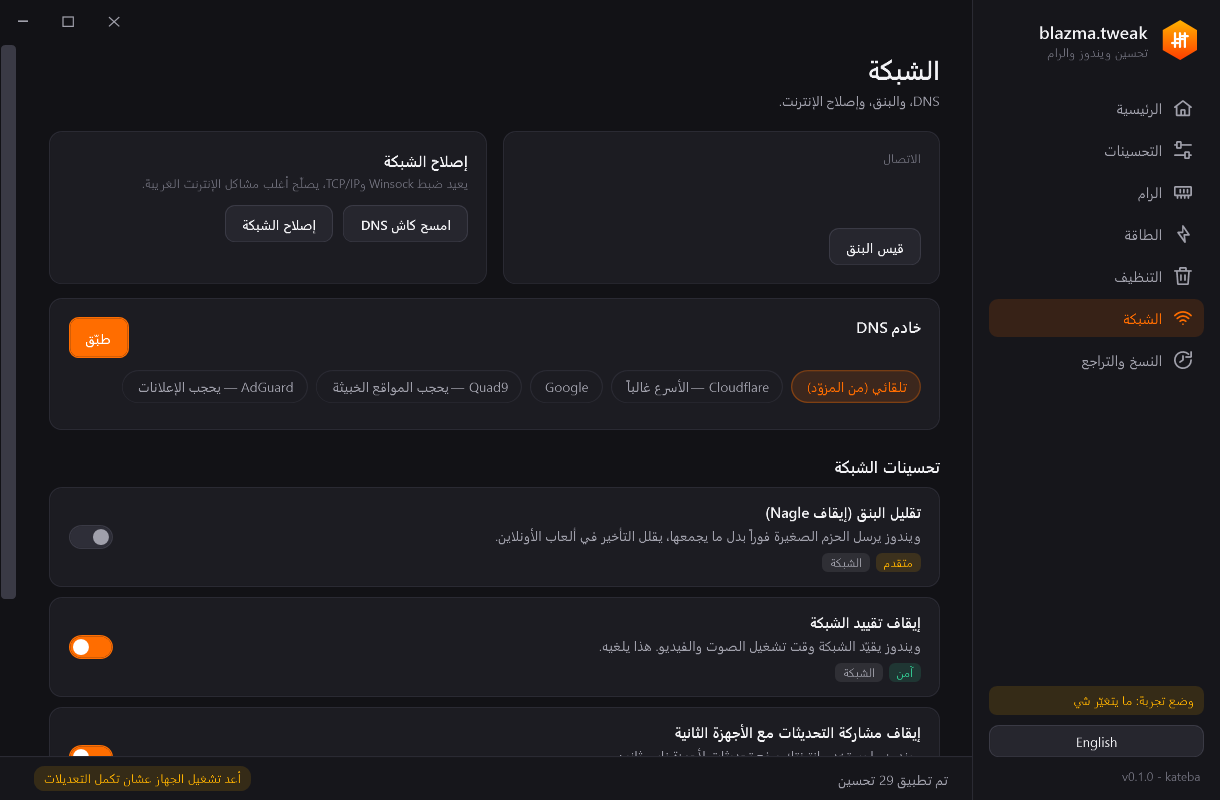 blazma.tweak
تحسين ويندوز والرام
الرئيسية
التحسينات
الرام
الطاقة
التنظيف
الشبكة
النسخ والتراجع
وضع تجربة: ما يتغيّر شي
English
v0.1.0 - kateba
الشبكة
DNS، والبنق، وإصلاح الإنترنت.
الاتصال
قيس البنق
إصلاح الشبكة
يعيد ضبط Winsock وTCP/IP، يصلّح أغلب مشاكل الإنترنت الغريبة.
امسح كاش DNS
إصلاح الشبكة
خادم DNS
طبّق
تلقائي (من المزوّد)
Cloudflare — الأسرع غالباً
Google
Quad9 — يحجب المواقع الخبيثة
AdGuard — يحجب الإعلانات
تحسينات الشبكة
تقليل البنق (إيقاف Nagle)
ويندوز يرسل الحزم الصغيرة فوراً بدل ما يجمعها، يقلل التأخير في ألعاب الأونلاين.
متقدم
الشبكة
إيقاف تقييد الشبكة
ويندوز يقيّد الشبكة وقت تشغيل الصوت والفيديو. هذا يلغيه.
آمن
الشبكة
إيقاف مشاركة التحديثات مع الأجهزة الثانية
تم تطبيق 29 تحسين
أعد تشغيل الجهاز عشان تكمل التعديلات